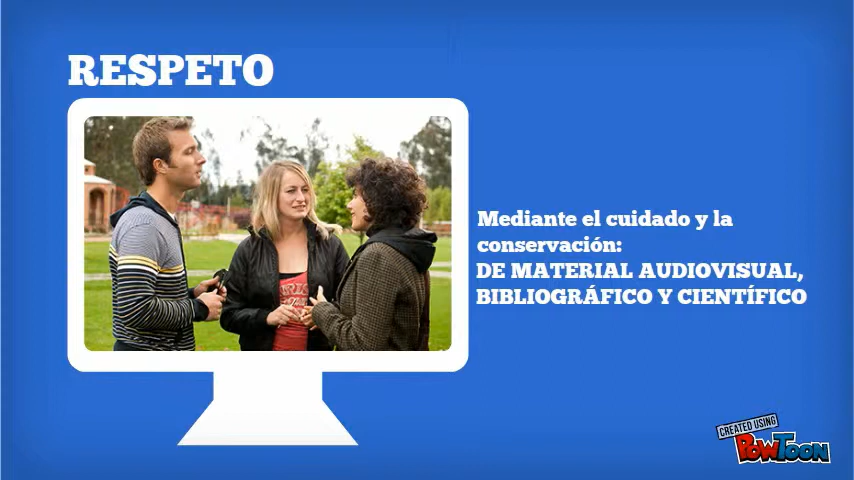 RESPETO
Mediante el cuidado y la
conservación:
DE MATERIAL AUDIOVISUAL,
BIBLIOGRÁFICO Y CIENTÍFICO
CREATED USING
POWTOON